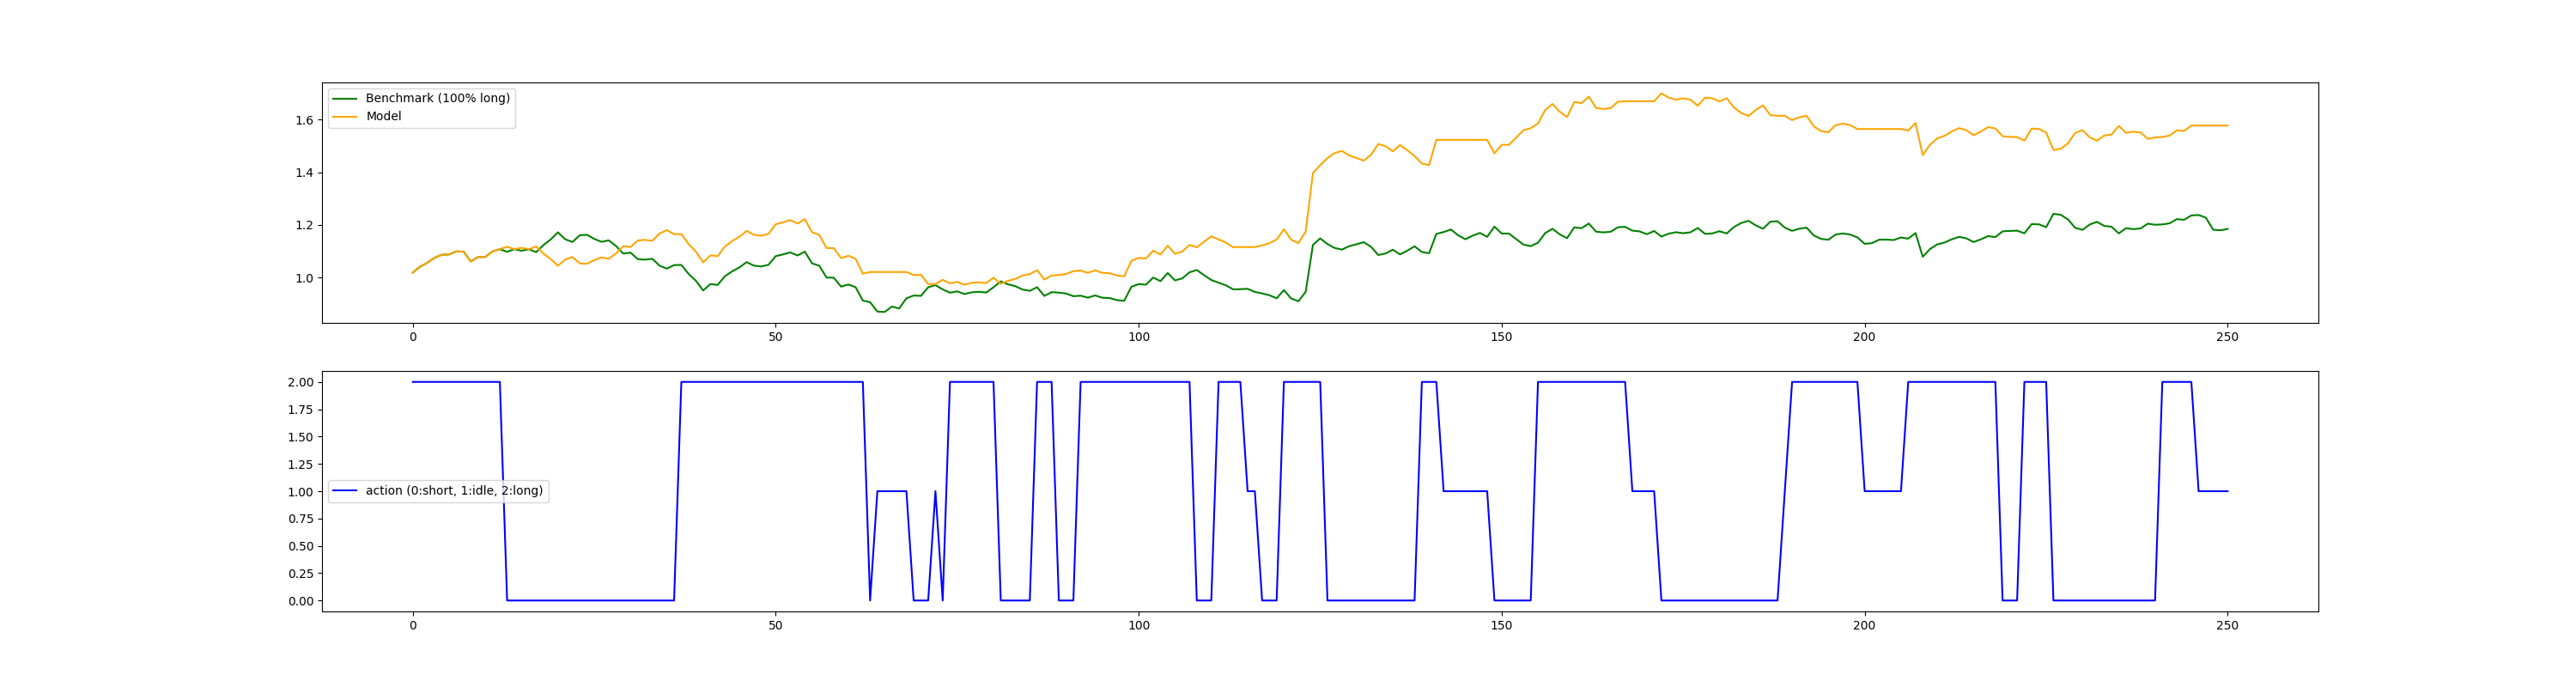 Benchmark (100% long)
Model
1.6
1.4
1.2
1.0
0 50 100 150 200 250
2.00
1.75
1.50
1.25
1.00
action (0:short, 1:idle, 2:long)
0.75
0.50
0.25
0.00
0 50 100 150 200 250